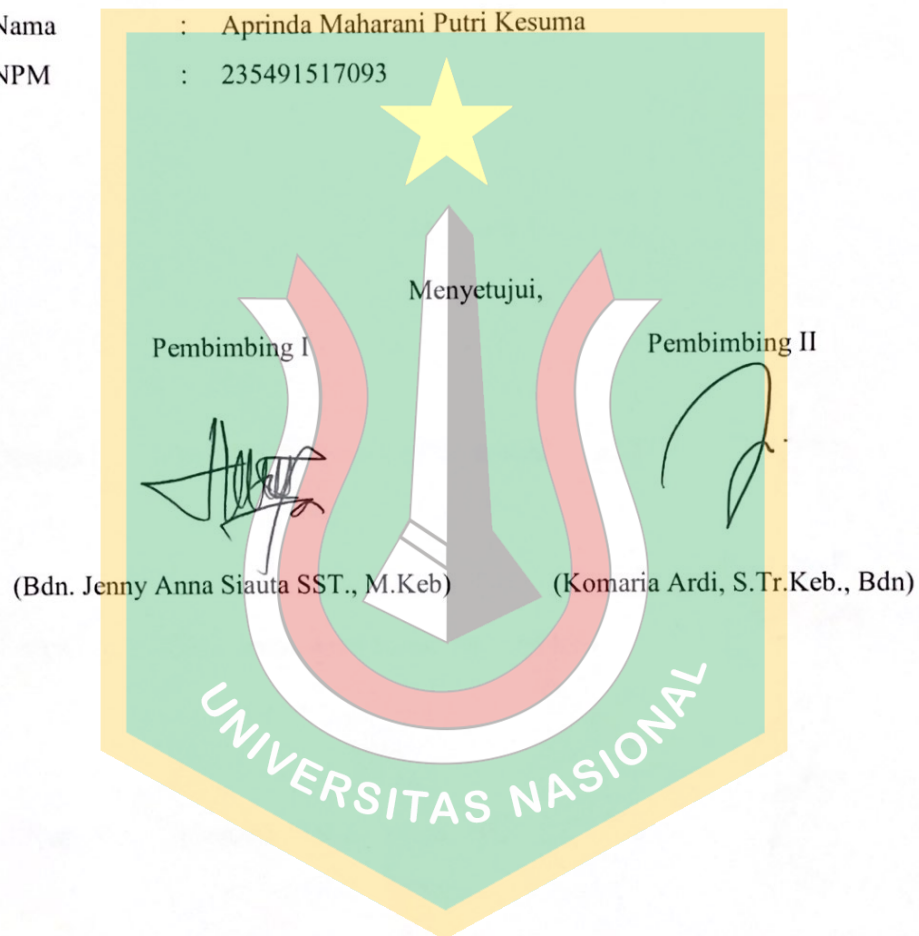 Nama : Aprinda Maharani Putri Kesuma
NPM : 235491517093
Menyetujui,
Pembimbing I Pembimbing II
(Bdn. Jenny Anna Siauta SST., M.Keb) (Komaria Ardi, S.Tr.Keb., Bdn)
UNIVERSITAS NASIONAL